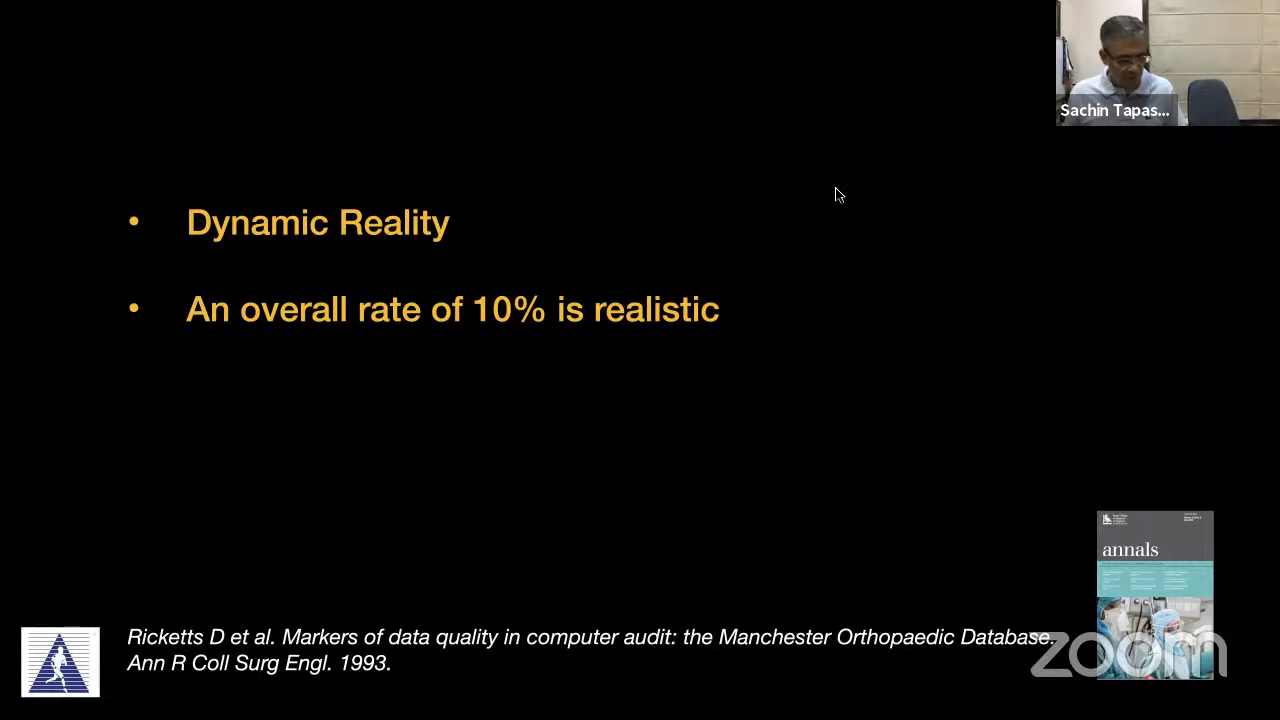 Sachin Tapas...
• Dynamic Reality
• An overall rate of 10% is realistic
annals
Ricketts D et al. Markers of data quality in computer audit: the Manchester Orthopaedic Database.
Ann R Coll Surg Engl. 1993.
zoom